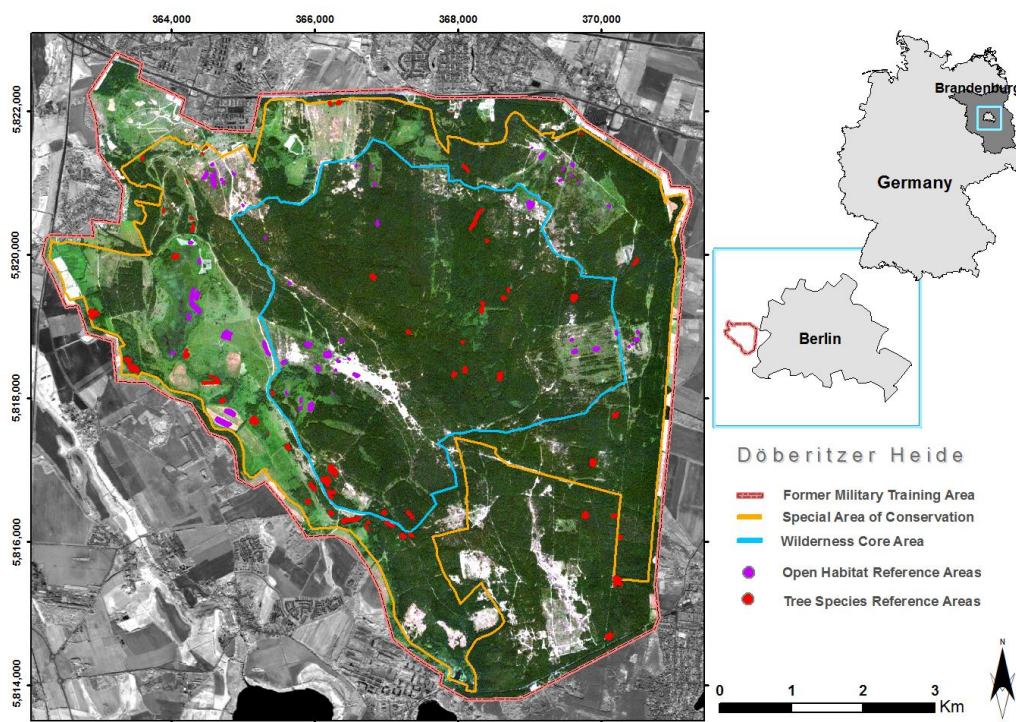 364,000
366,000
368,000
370,000
5,822,000
5,820,000
5,818,000
5,816,000
5,814,000
Brandenburg
Germany
Berlin
Döberitzer Heide
Former Military Training Area
Special Area of Conservation
Wilderness Core Area
Open Habitat Reference Areas
Tree Species Reference Areas
N
0 1 2 3
Km